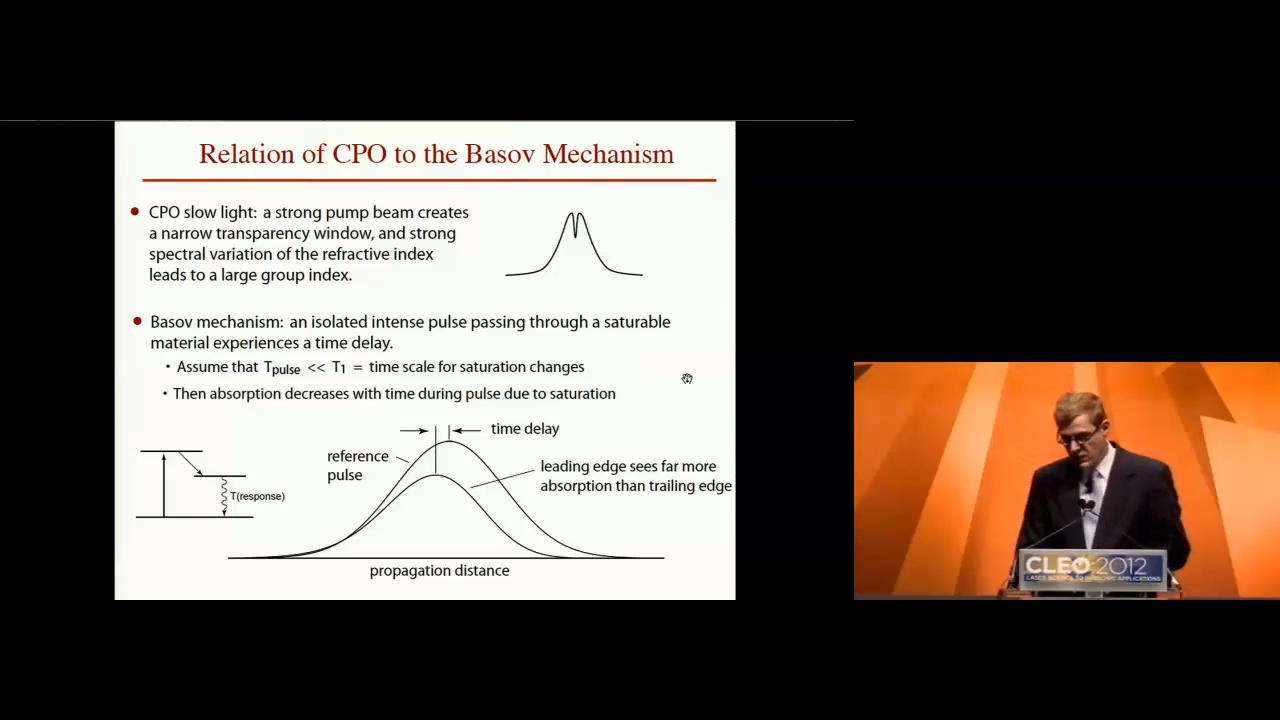 Relation of CPO to the Basov Mechanism
CPO slow light: a strong pump beam creates
a narrow transparency window, and strong
spectral variation of the refractive index
leads to a large group index.
Basov mechanism: an isolated intense pulse passing through a saturable
material experiences a time delay.
• Assume that Tpulse << T1 = time scale for saturation changes
• Then absorption decreases with time during pulse due to saturation
time delay
reference
pulse
leading edge sees far more
absorption than trailing edge
T(response)
propagation distance
CLEO:2012
LASER SCIENCE TO PHOTONIC APPLICATIONS